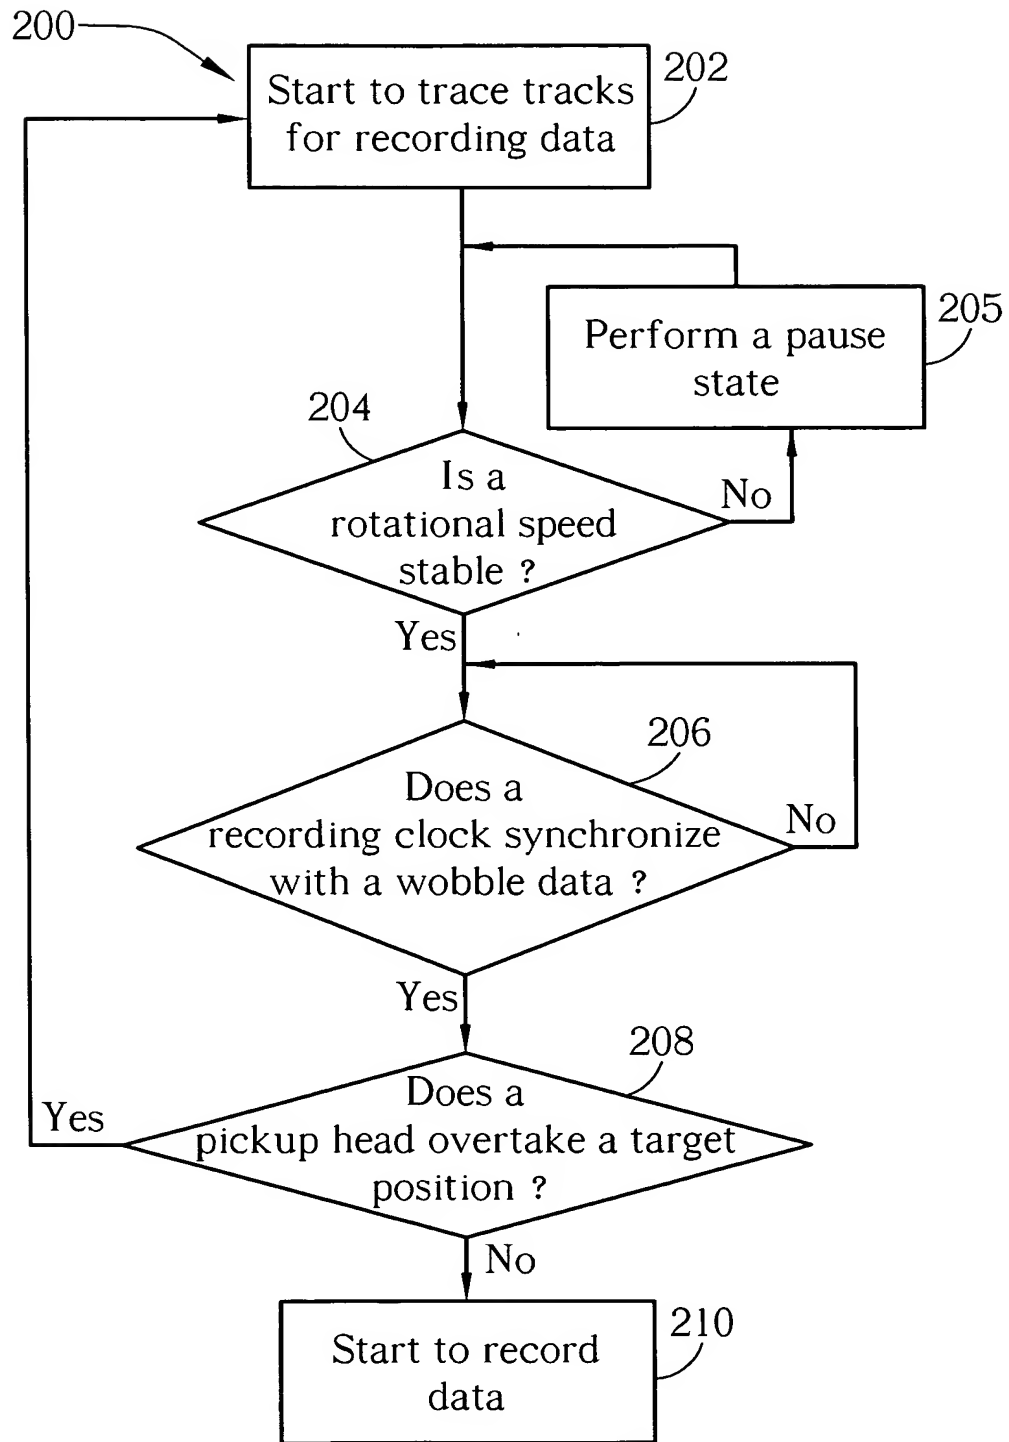 200
Start to trace tracks
for recording data
202
Perform a pause
state
205
204
Is a
rotational speed
stable ?
No
Yes
206
Does a
recording clock synchronize
with a wobble data ?
No
Yes
208
Does a
pickup head overtake a target
position ?
Yes
No
Start to record
data
210